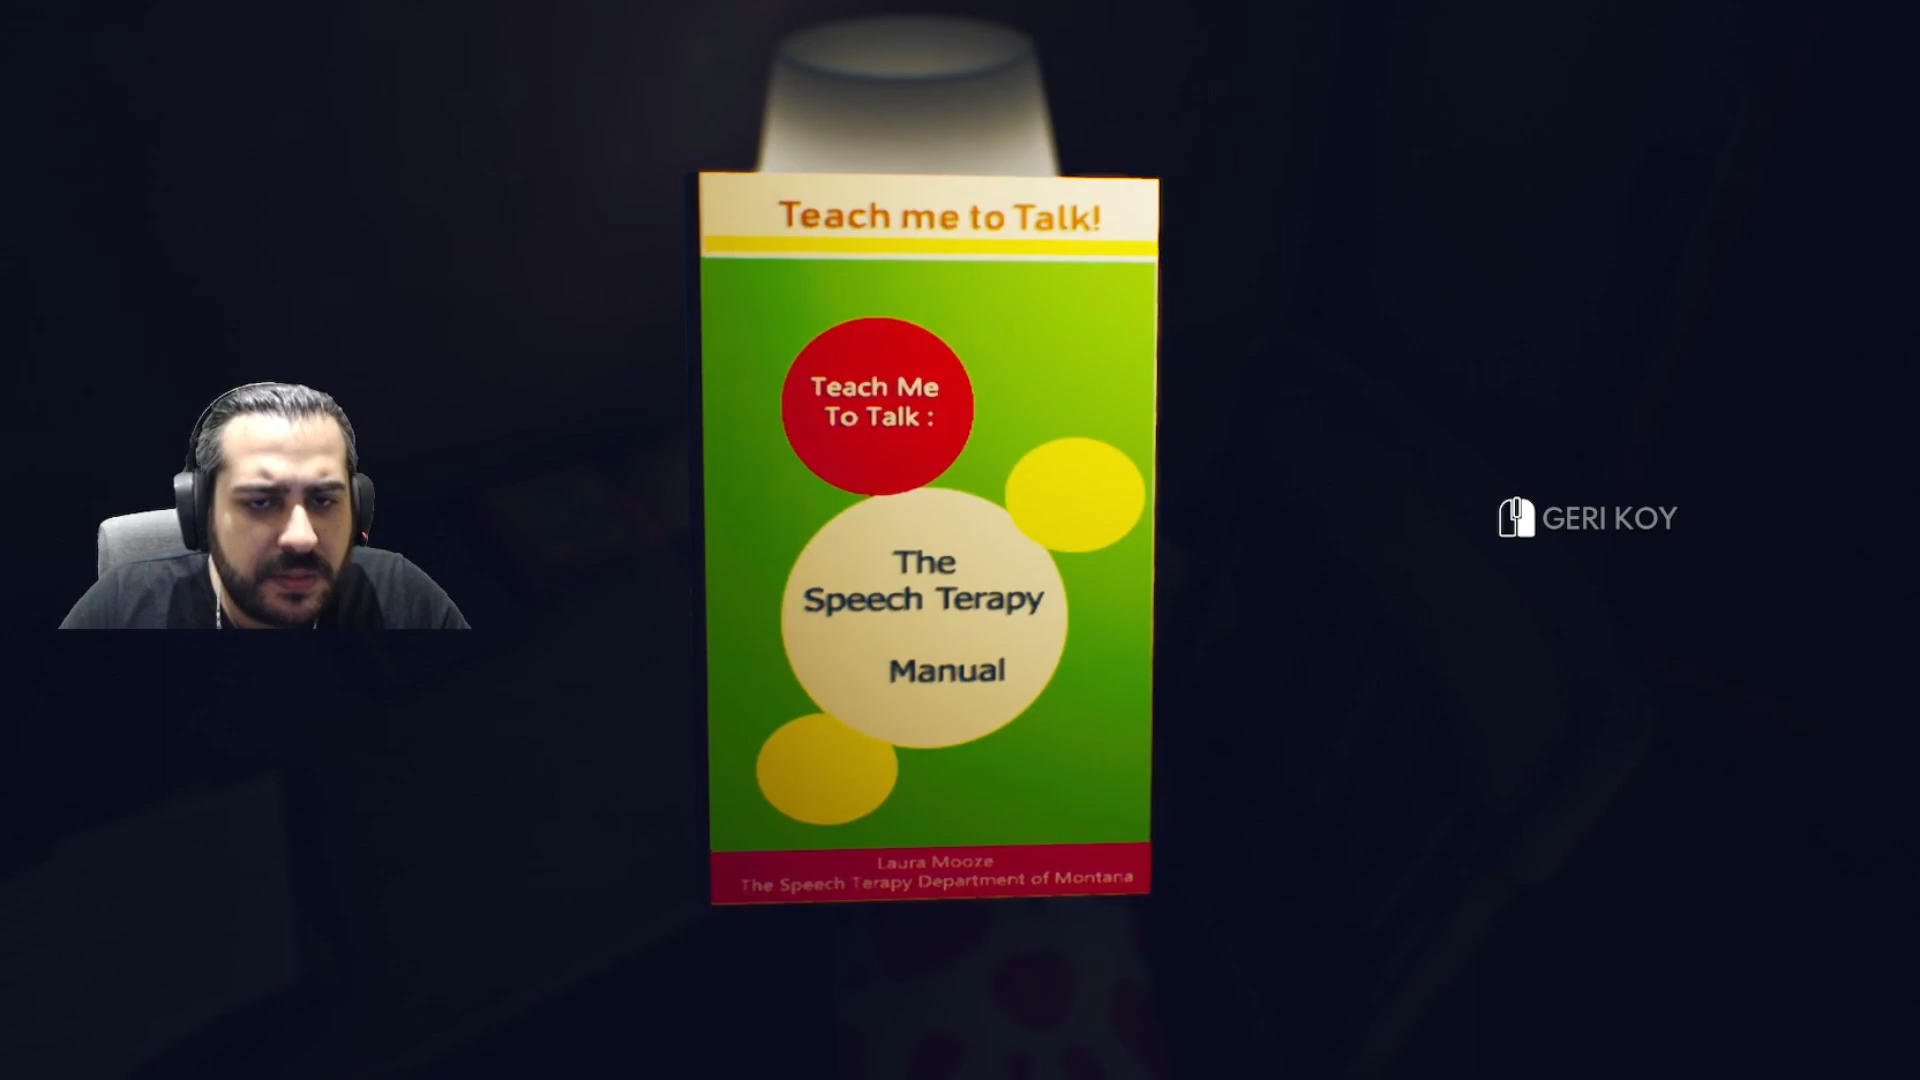 Teach me to Talk!
Teach Me
To Talk :
The
Speech Terapy
Manual
Laura Mooze
The Speech Terapy Department of Montana
GERI KOY